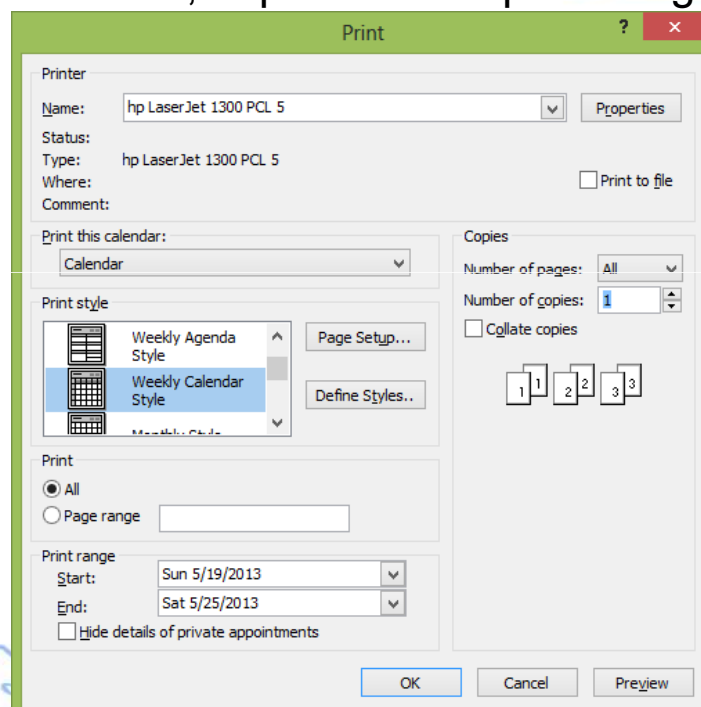 Print ?
Printer
Name: hp LaserJet 1300 PCL 5 Properties
Status:
Type: hp LaserJet 1300 PCL 5
Where: Print to file
Comment:
Print this calendar:
Calendar
Print style
Weekly Agenda
Style
Page Setup...
Weekly Calendar
Style
Define Styles..
Monthly Style
Print
All
Page range
Print range
Start: Sun 5/19/2013
End: Sat 5/25/2013
Hide details of private appointments
Copies
Number of pages: All
Number of copies: 1
Collate copies
1 1 2 2 3 3
OK Cancel Preview